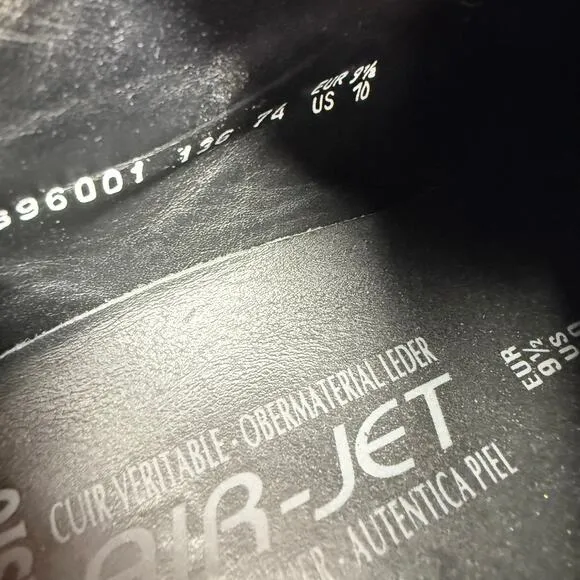 EUR 9½
96001 136 74 US 10
EUR US
9½
CUIR VERITABLE - OBERMATERIAL LEDER
AIR-JET
AUTENTICA PIEL